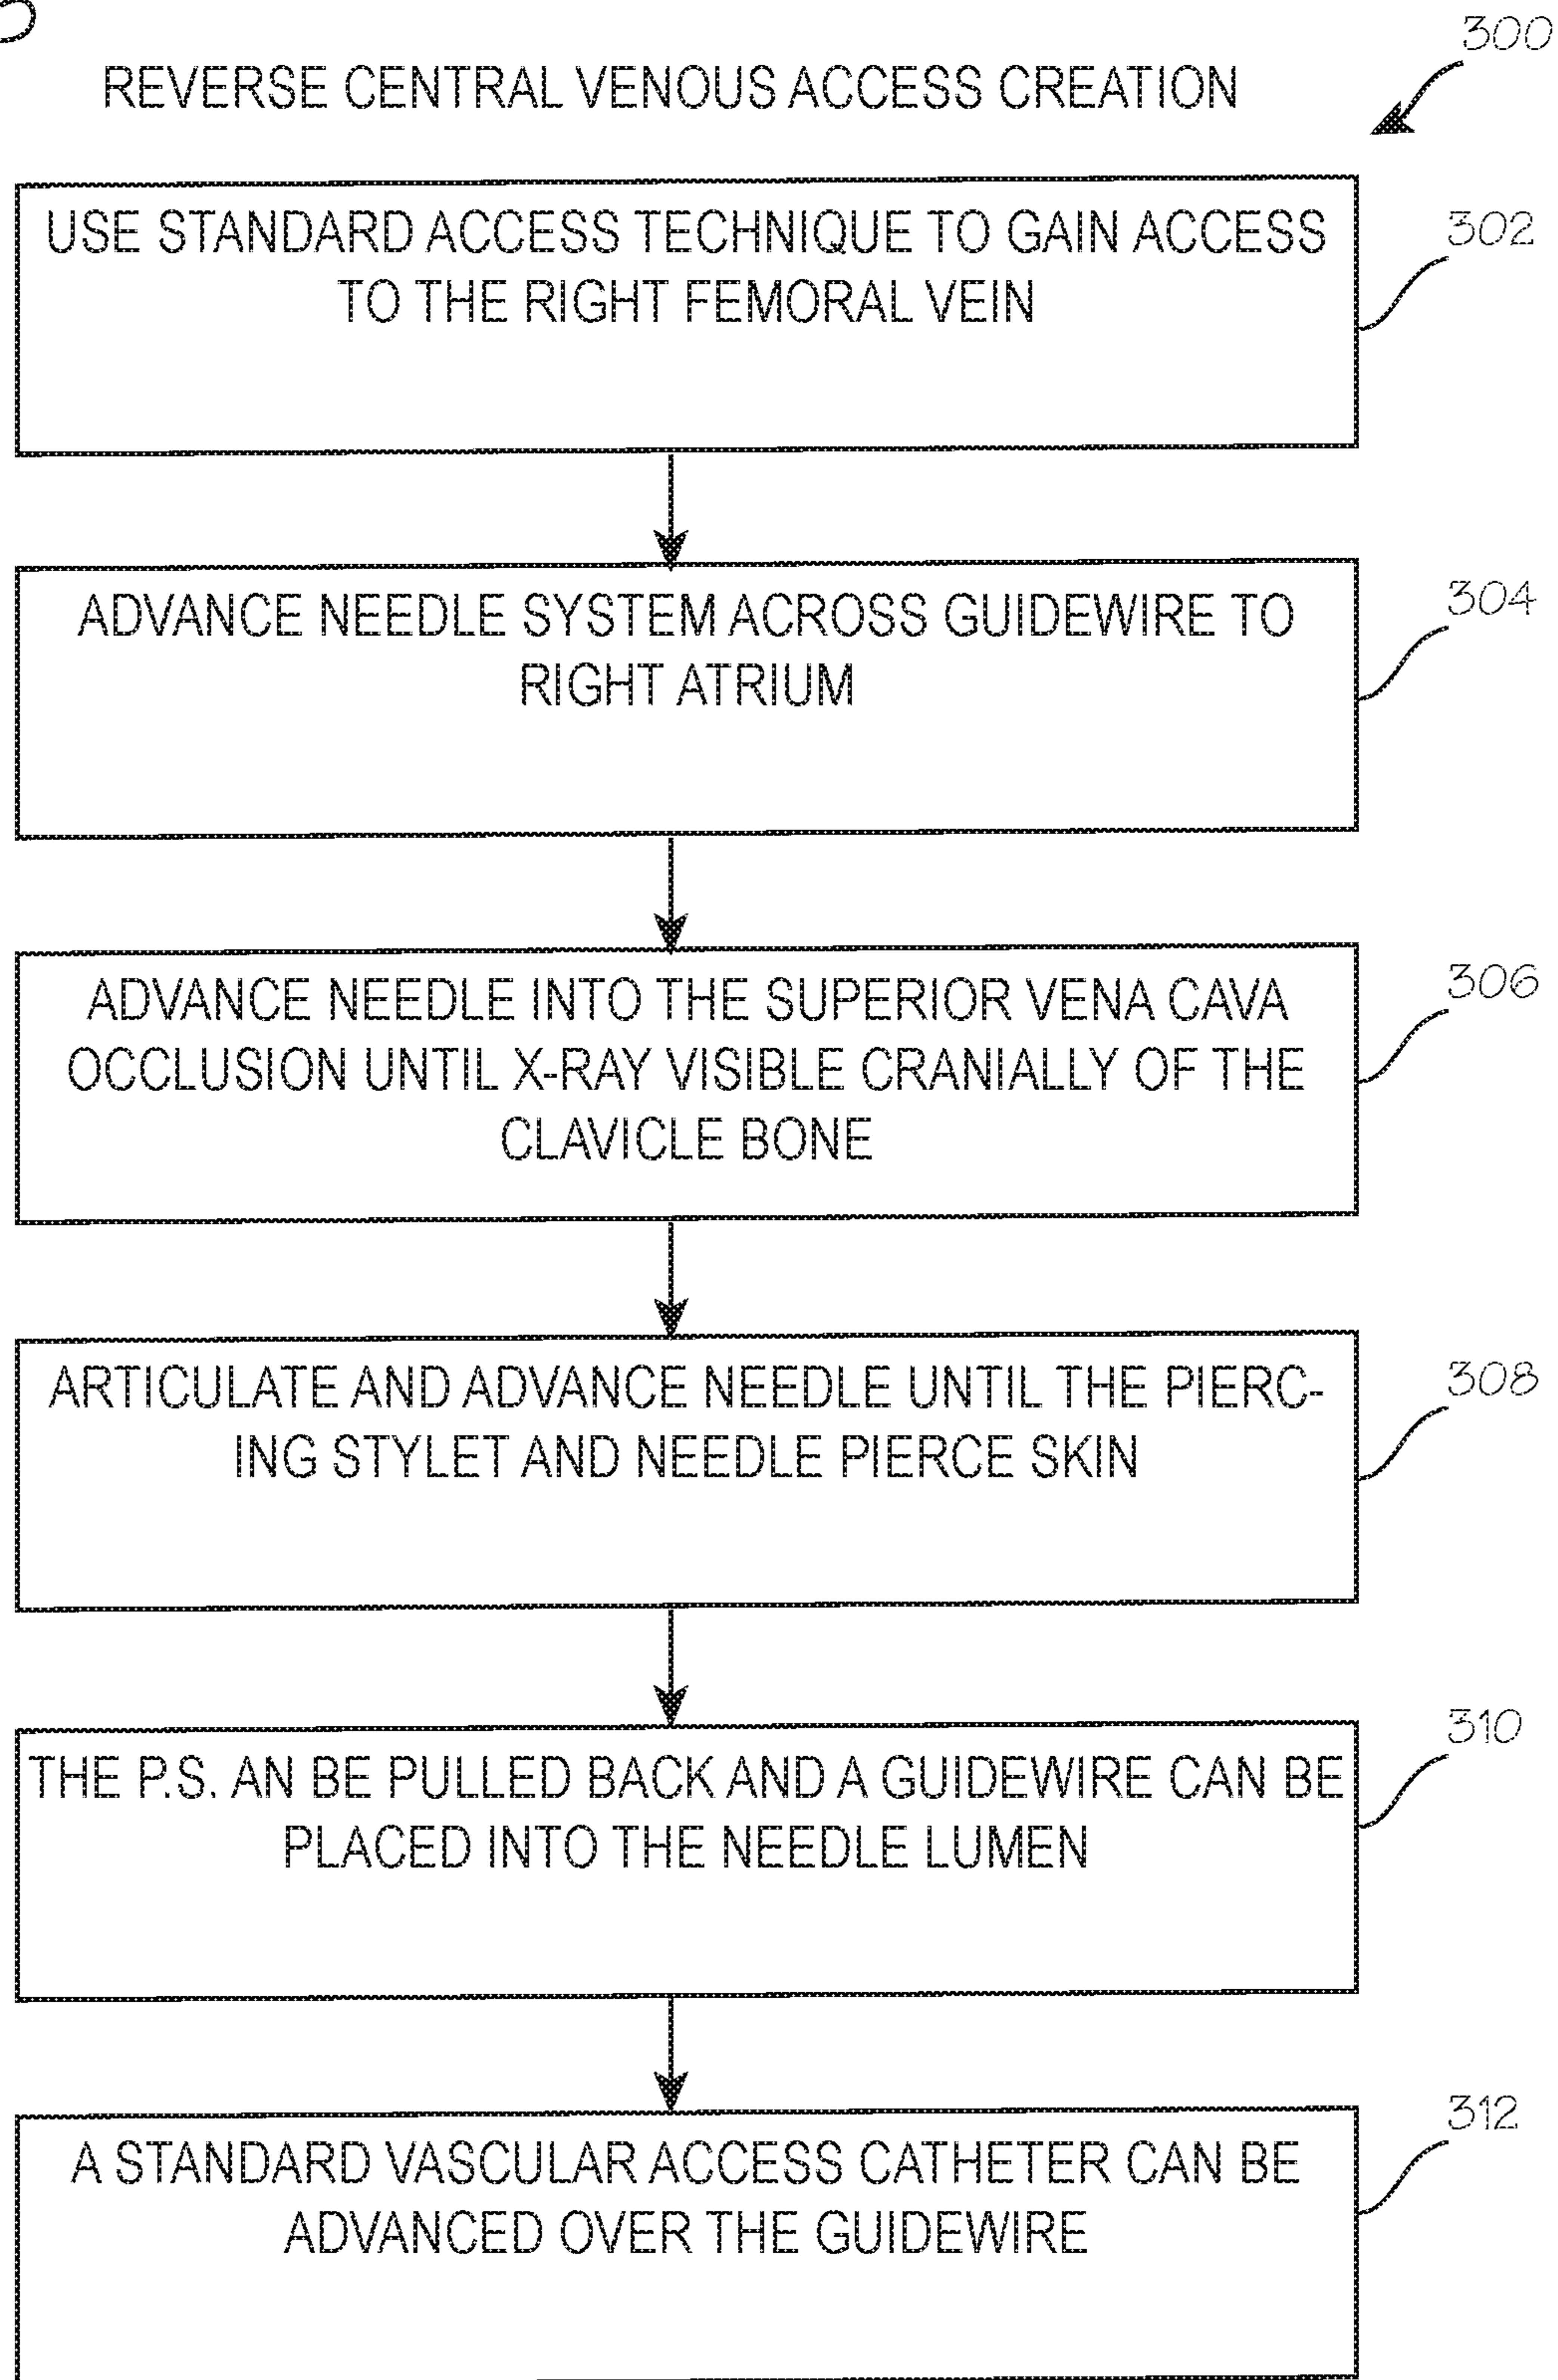 300
REVERSE CENTRAL VENOUS ACCESS CREATION
USE STANDARD ACCESS TECHNIQUE TO GAIN ACCESS
TO THE RIGHT FEMORAL VEIN
302
ADVANCE NEEDLE SYSTEM ACROSS GUIDEWIRE TO
RIGHT ATRIUM
304
ADVANCE NEEDLE INTO THE SUPERIOR VENA CAVA
OCCLUSION UNTIL X-RAY VISIBLE CRANIALLY OF THE
CLAVICLE BONE
306
ARTICULATE AND ADVANCE NEEDLE UNTIL THE PIERC-
ING STYLET AND NEEDLE PIERCE SKIN
308
THE P.S. AN BE PULLED BACK AND A GUIDEWIRE CAN BE
PLACED INTO THE NEEDLE LUMEN
310
A STANDARD VASCULAR ACCESS CATHETER CAN BE
ADVANCED OVER THE GUIDEWIRE
312